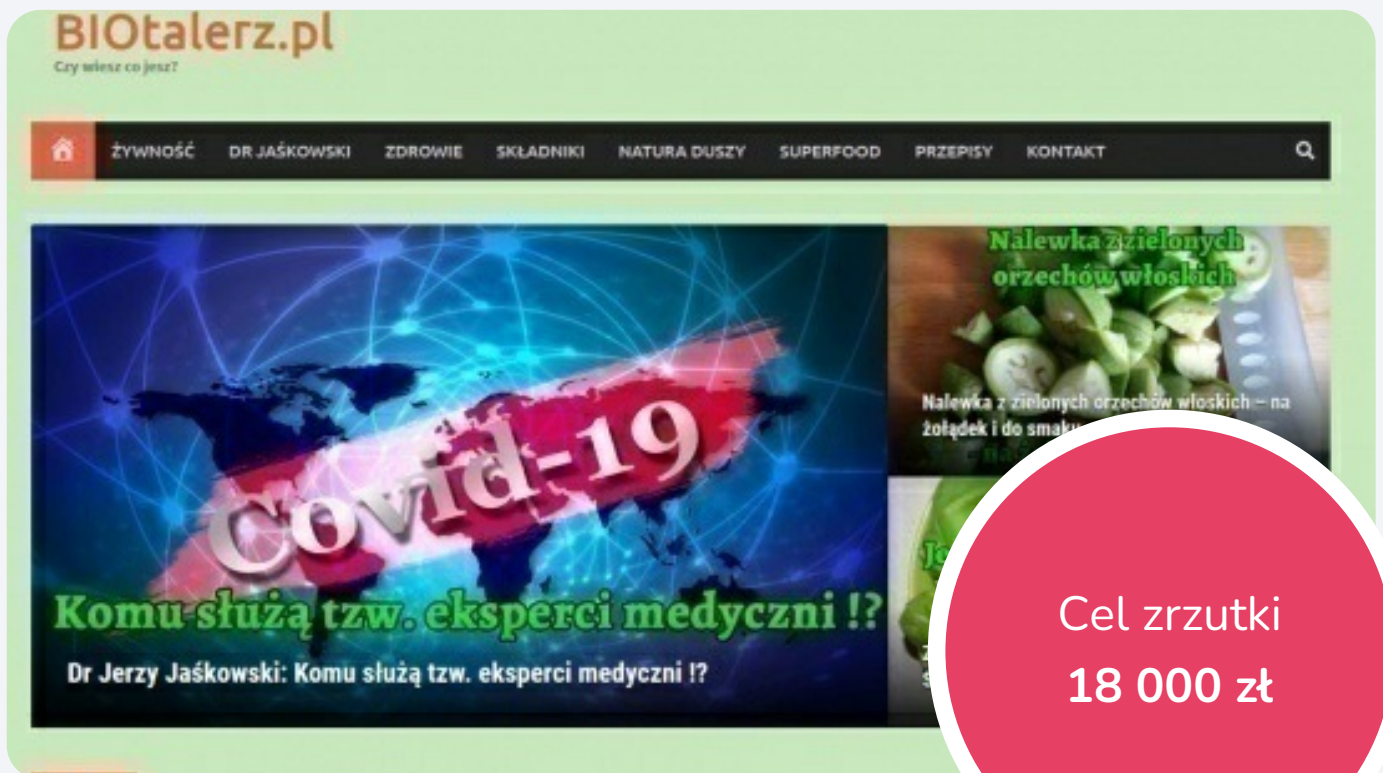 BIOtalerz.pl
Czy wiesz co jesz?
ŻYWNOŚĆ DR JAŚKOWSKI ZDROWIE SKŁADNIKI NATURA DUSZY SUPERFOOD PRZEPISY KONTAKT
Covid-19
Komu służą tzw. eksperci medyczni !?
Dr Jerzy Jaśkowski: Komu służą tzw. eksperci medyczni !?
Nalewka z zielonych
orzechów włoskich
Nalewka z zielonych orzechów włoskich – na
żołądek i do smaku
Cel zrzutki
18 000 zł